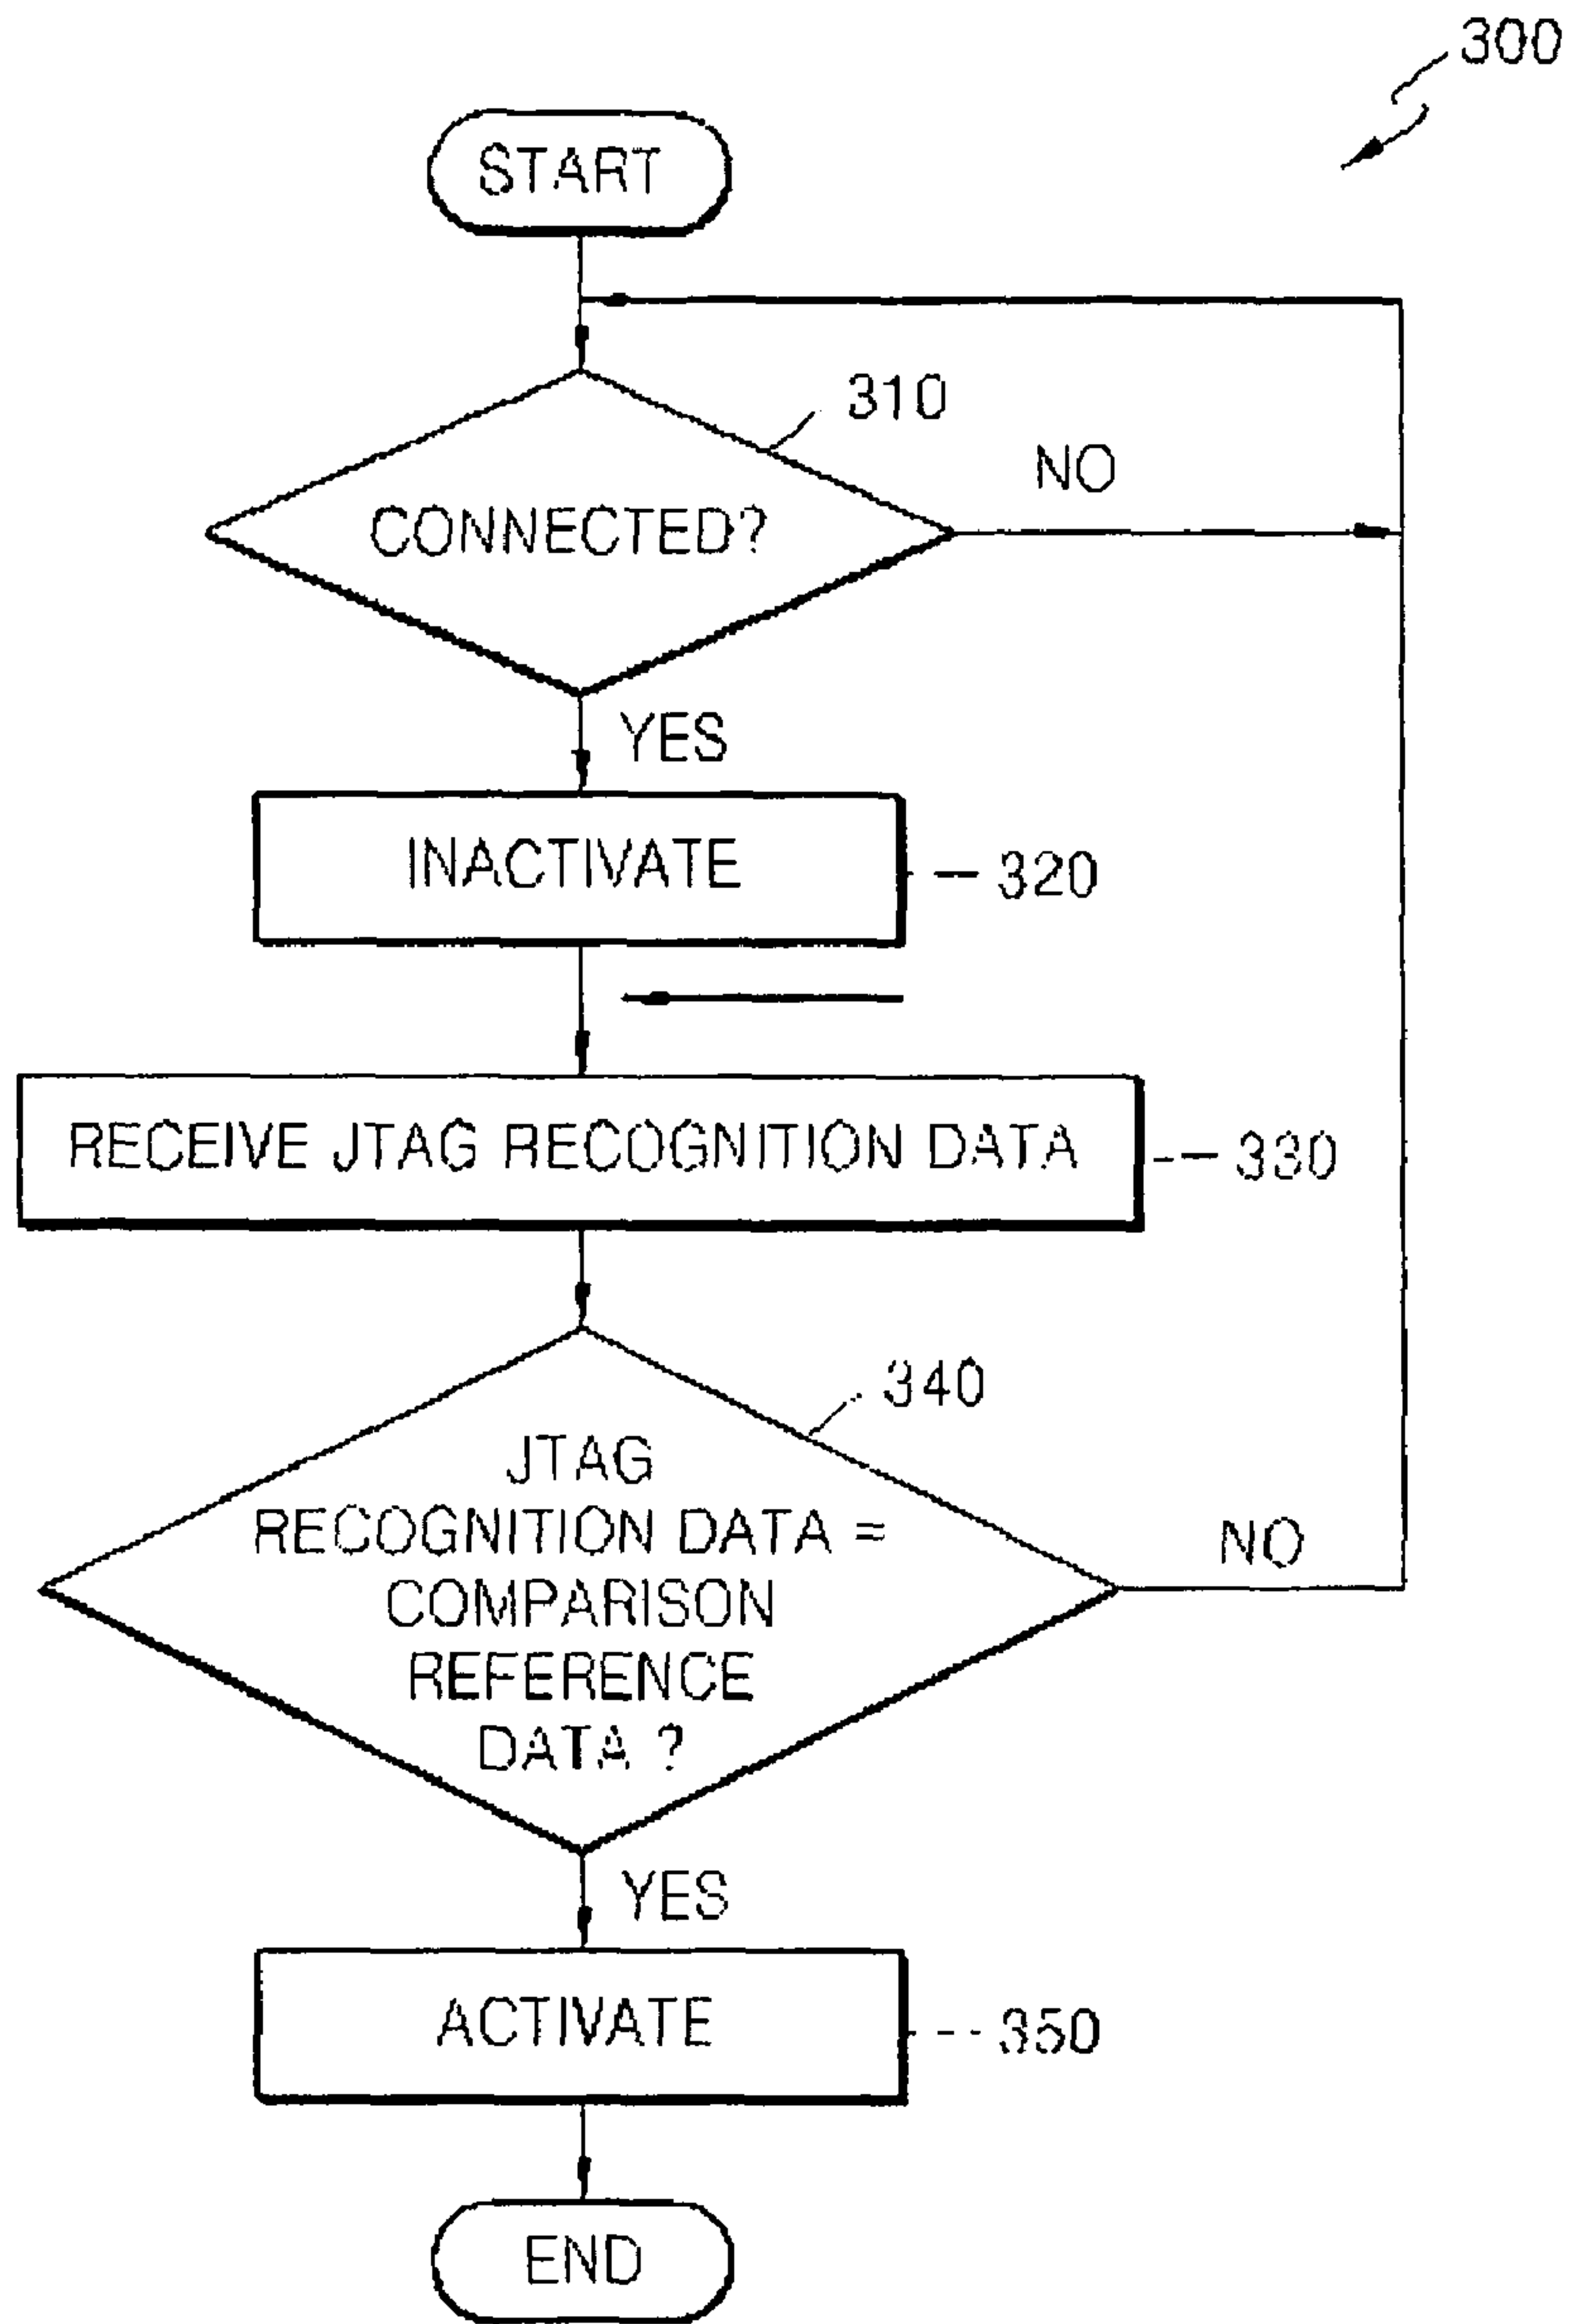 300
START
310
NO
CONNECTED?
YES
INACTIVATE
320
RECEIVE JTAG RECOGNITION DATA
330
340
JTAG
RECOGNITION DATA =
COMPARISON
REFERENCE
DATA ?
NO
YES
ACTIVATE
350
END